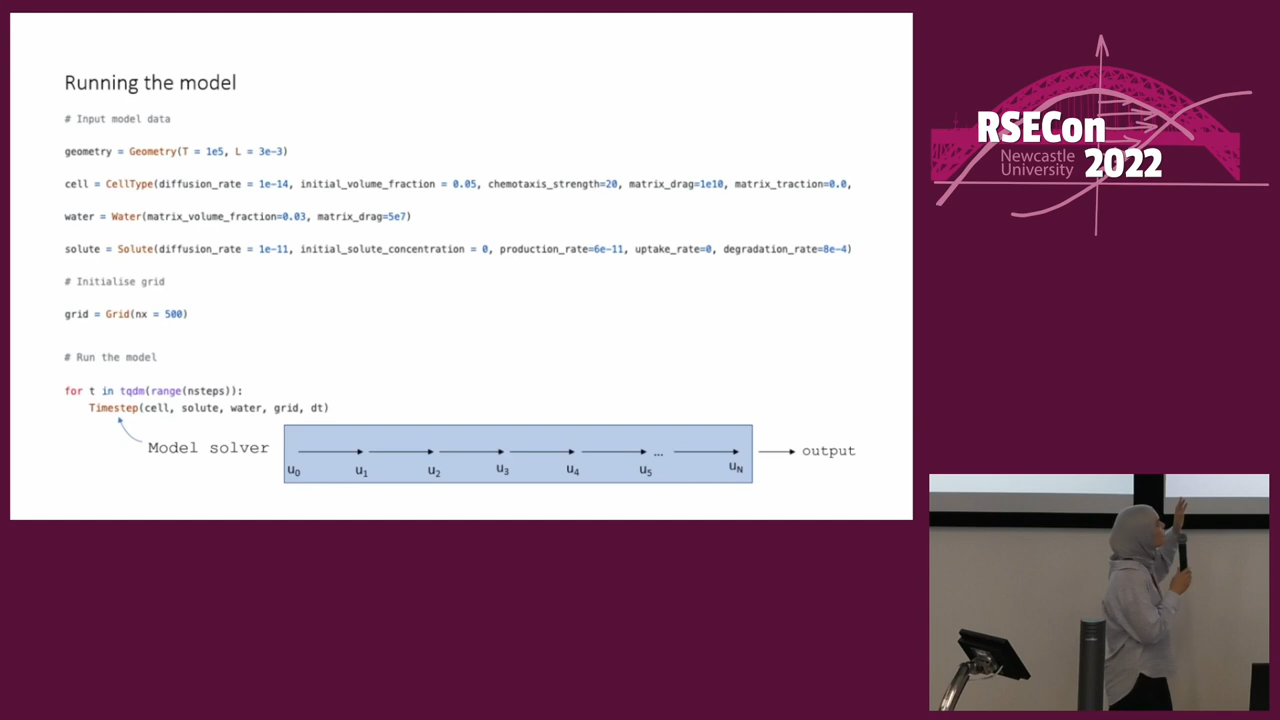 Running the model
# Input model data
geometry = Geometry(T = 1e5, L = 3e-3)
cell = CellType(diffusion_rate = 1e-14, initial_volume_fraction = 0.05, chemotaxis_strength=20, matrix_drag=1e10, matrix_traction=0.0,
water = Water(matrix_volume_fraction=0.03, matrix_drag=5e7)
solute = Solute(diffusion_rate = 1e-11, initial_solute_concentration = 0, production_rate=6e-11, uptake_rate=0, degradation_rate=8e-4)
# Initialise grid
grid = Grid(nx = 500)
# Run the model
for t in tqdm(range(nsteps)):
Timestep(cell, solute, water, grid, dt)
Model solver
u0 u1 u2 u3 u4 u5 ... uN
output
RSECon
Newcastle
University
2022